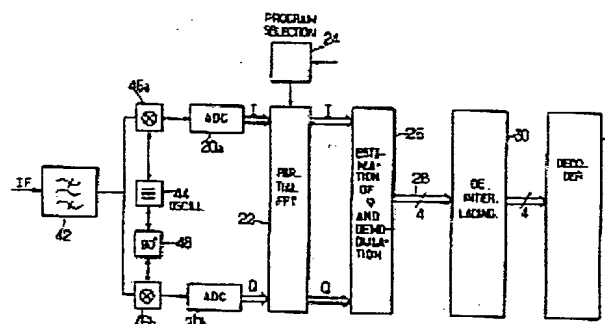 PROGRAM
SELECTION
24
46a
ADC
20a
I
I
IF
42
44
OSCILL
90°
48
22
PAR-
TIAL
FFT
26
ESTI-
MATION
OF φ
AND
DEMO-
DULA-
TION
28
4
30
DE.
INTER.
LACING.
4
DECO-
DER
ADC
Q
Q